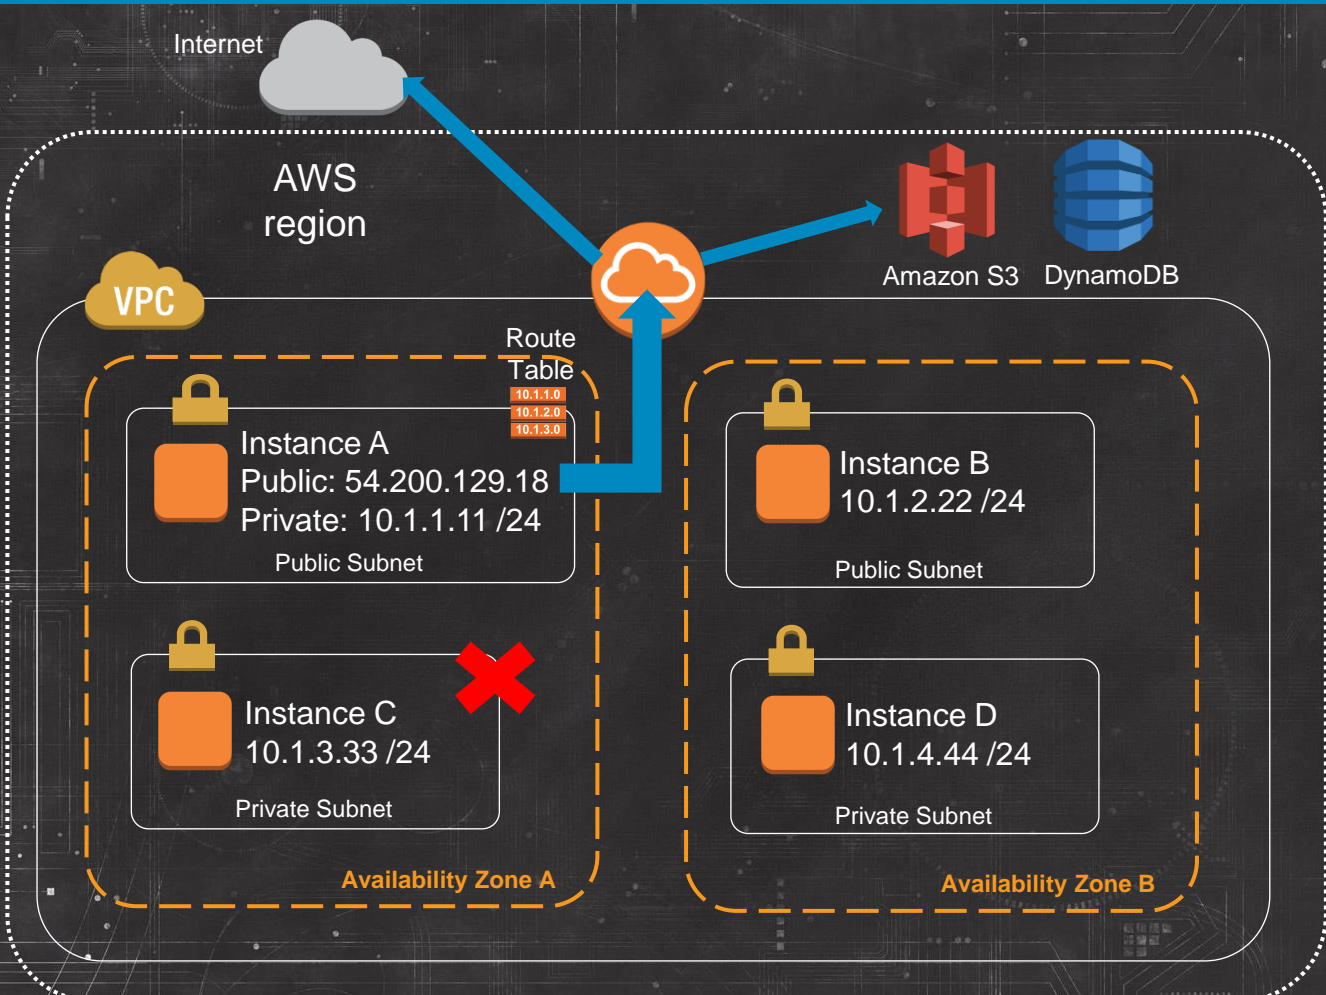 Internet
AWS
region
Amazon S3
DynamoDB
VPC
Route
Table
10.1.1.0
10.1.2.0
10.1.3.0
Instance A
Public: 54.200.129.18
Private: 10.1.1.11 /24
Public Subnet
Instance B
10.1.2.22 /24
Public Subnet
Instance C
10.1.3.33 /24
Private Subnet
Instance D
10.1.4.44 /24
Private Subnet
Availability Zone A
Availability Zone B